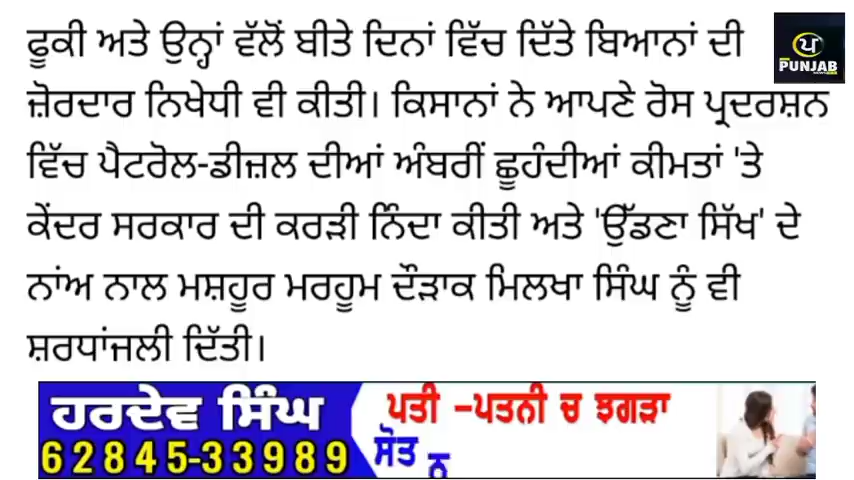 ਫੂਕੀ ਅਤੇ ਉਨ੍ਹਾਂ ਵੱਲੋਂ ਬੀਤੇ ਦਿਨਾਂ ਵਿੱਚ ਦਿੱਤੇ ਬਿਆਨਾਂ ਦੀ
ਜ਼ੋਰਦਾਰ ਨਿਖੇਧੀ ਵੀ ਕੀਤੀ। ਕਿਸਾਨਾਂ ਨੇ ਆਪਣੇ ਰੋਸ ਪ੍ਰਦਰਸ਼ਨ
ਵਿੱਚ ਪੈਟਰੋਲ-ਡੀਜ਼ਲ ਦੀਆਂ ਅੰਬਰੀਂ ਛੂਹੰਦੀਆਂ ਕੀਮਤਾਂ 'ਤੇ
ਕੇਂਦਰ ਸਰਕਾਰ ਦੀ ਕਰੜੀ ਨਿੰਦਾ ਕੀਤੀ ਅਤੇ 'ਉੱਡਣਾ ਸਿੱਖ' ਦੇ
ਨਾਂਅ ਨਾਲ ਮਸ਼ਹੂਰ ਮਰਹੂਮ ਦੌੜਾਕ ਮਿਲਖਾ ਸਿੰਘ ਨੂੰ ਵੀ
ਸ਼ਰਧਾਂਜਲੀ ਦਿੱਤੀ।
ਪ
PUNJAB
ਹਰਦੇਵ ਸਿੰਘ
62845-33989
ਪਤੀ -ਪਤਨੀ ਚ ਝਗੜਾ
ਸੋਤ ਨ